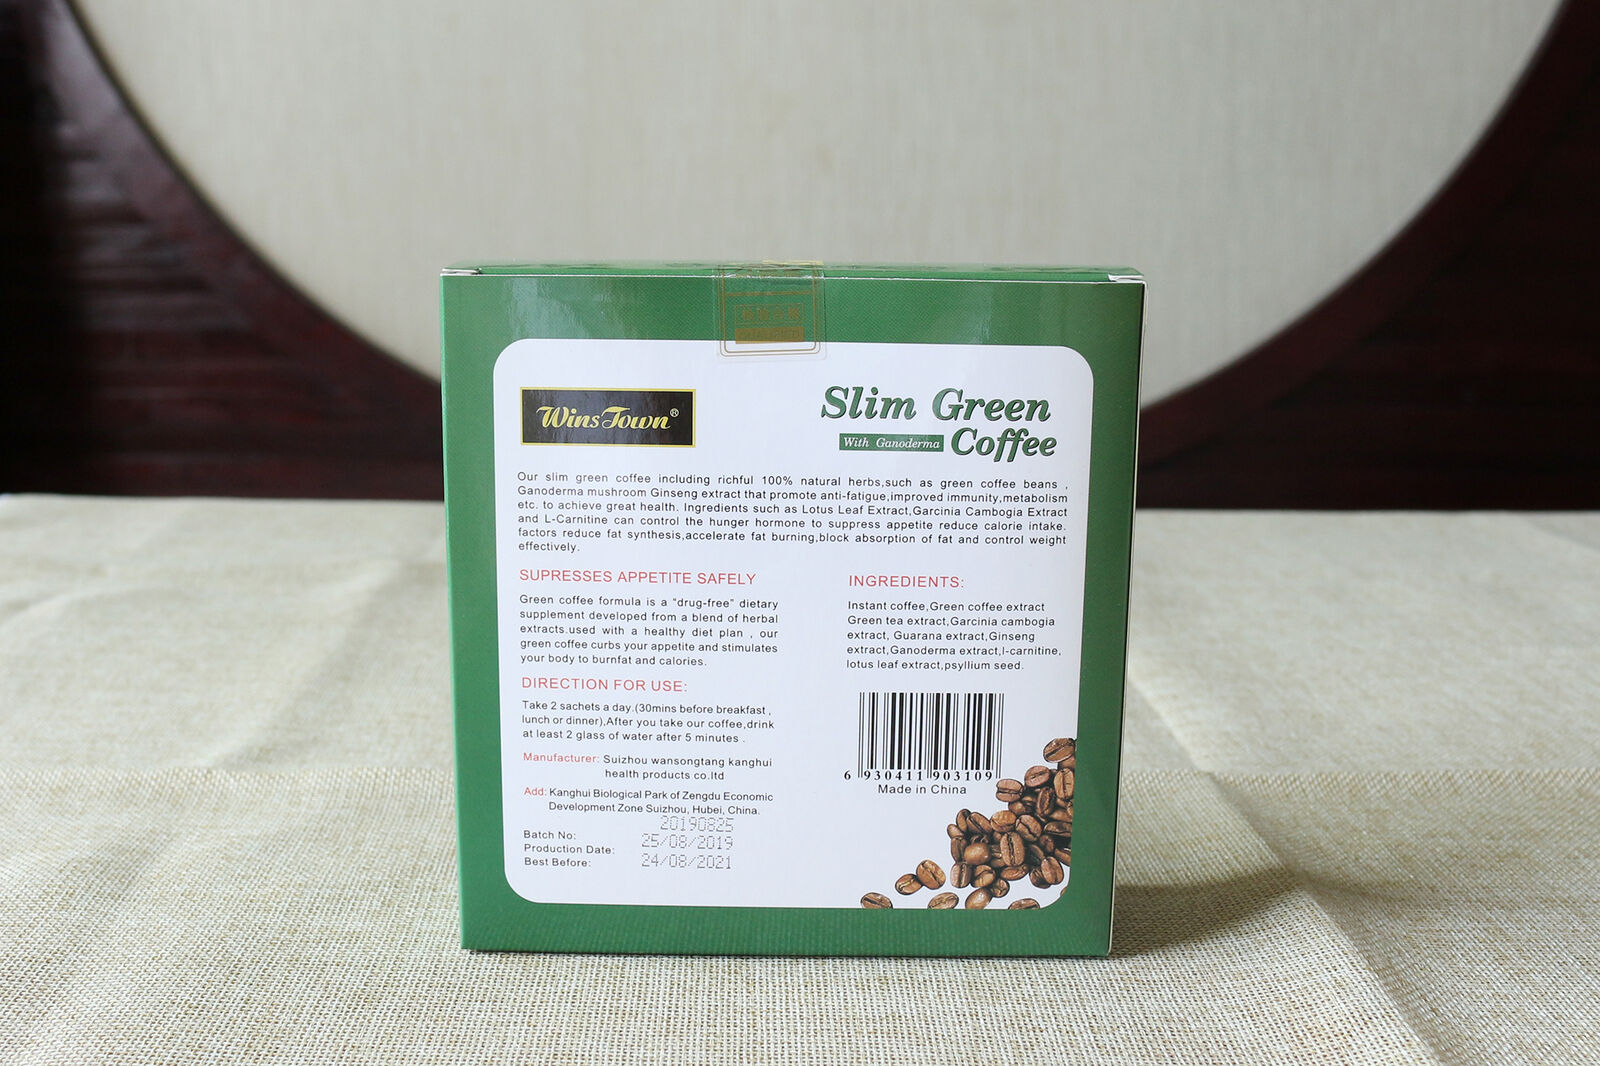 Wins Town®
Slim Green
With Ganoderma Coffee
Our slim green coffee including richful 100% natural herbs,such as green coffee beans ,
Ganoderma mushroom Ginseng extract that promote anti-fatigue,improved immunity,metabolism
etc. to achieve great health. Ingredients such as Lotus Leaf Extract,Garcinia Cambogia Extract
and L-Carnitine can control the hunger hormone to suppress appetite reduce calorie intake.
factors reduce fat synthesis,accelerate fat burning,block absorption of fat and control weight
effectively.
SUPRESSES APPETITE SAFELY
Green coffee formula is a "drug-free" dietary
supplement developed from a blend of herbal
extracts.used with a healthy diet plan , our
green coffee curbs your appetite and stimulates
your body to burnfat and calories.
DIRECTION FOR USE:
Take 2 sachets a day.(30mins before breakfast ,
lunch or dinner),After you take our coffee,drink
at least 2 glass of water after 5 minutes .
Manufacturer: Suizhou wansongtang kanghui
health products co.ltd
Add: Kanghui Biological Park of Zengdu Economic
Development Zone Suizhou, Hubei, China.
Batch No: 20190825
Production Date: 25/08/2019
Best Before: 24/08/2021
INGREDIENTS:
Instant coffee,Green coffee extract
Green tea extract,Garcinia cambogia
extract, Guarana extract,Ginseng
extract,Ganoderma extract,l-carnitine,
lotus leaf extract,psyllium seed.
6 930411 903109
Made in China